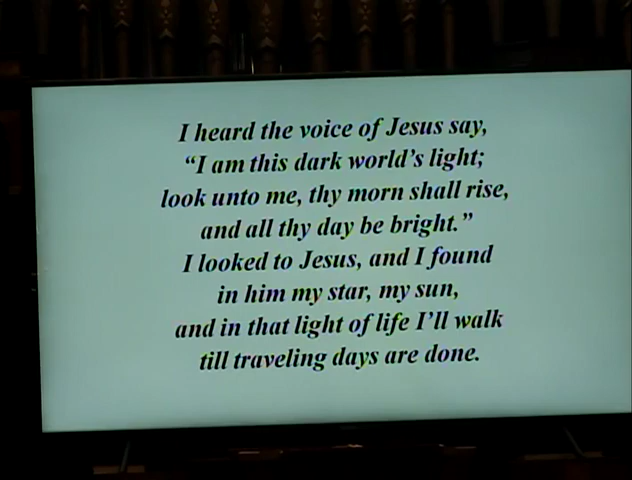 I heard the voice of Jesus say,
“I am this dark world’s light;
look unto me, thy morn shall rise,
and all thy day be bright.”
I looked to Jesus, and I found
in him my star, my sun,
and in that light of life I’ll walk
till traveling days are done.